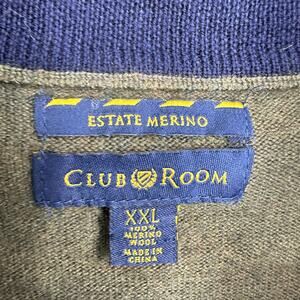 ESTATE MERINO
CLUB ROOM
XXL
100%
MERINO
WOOL
MADE IN
CHINA